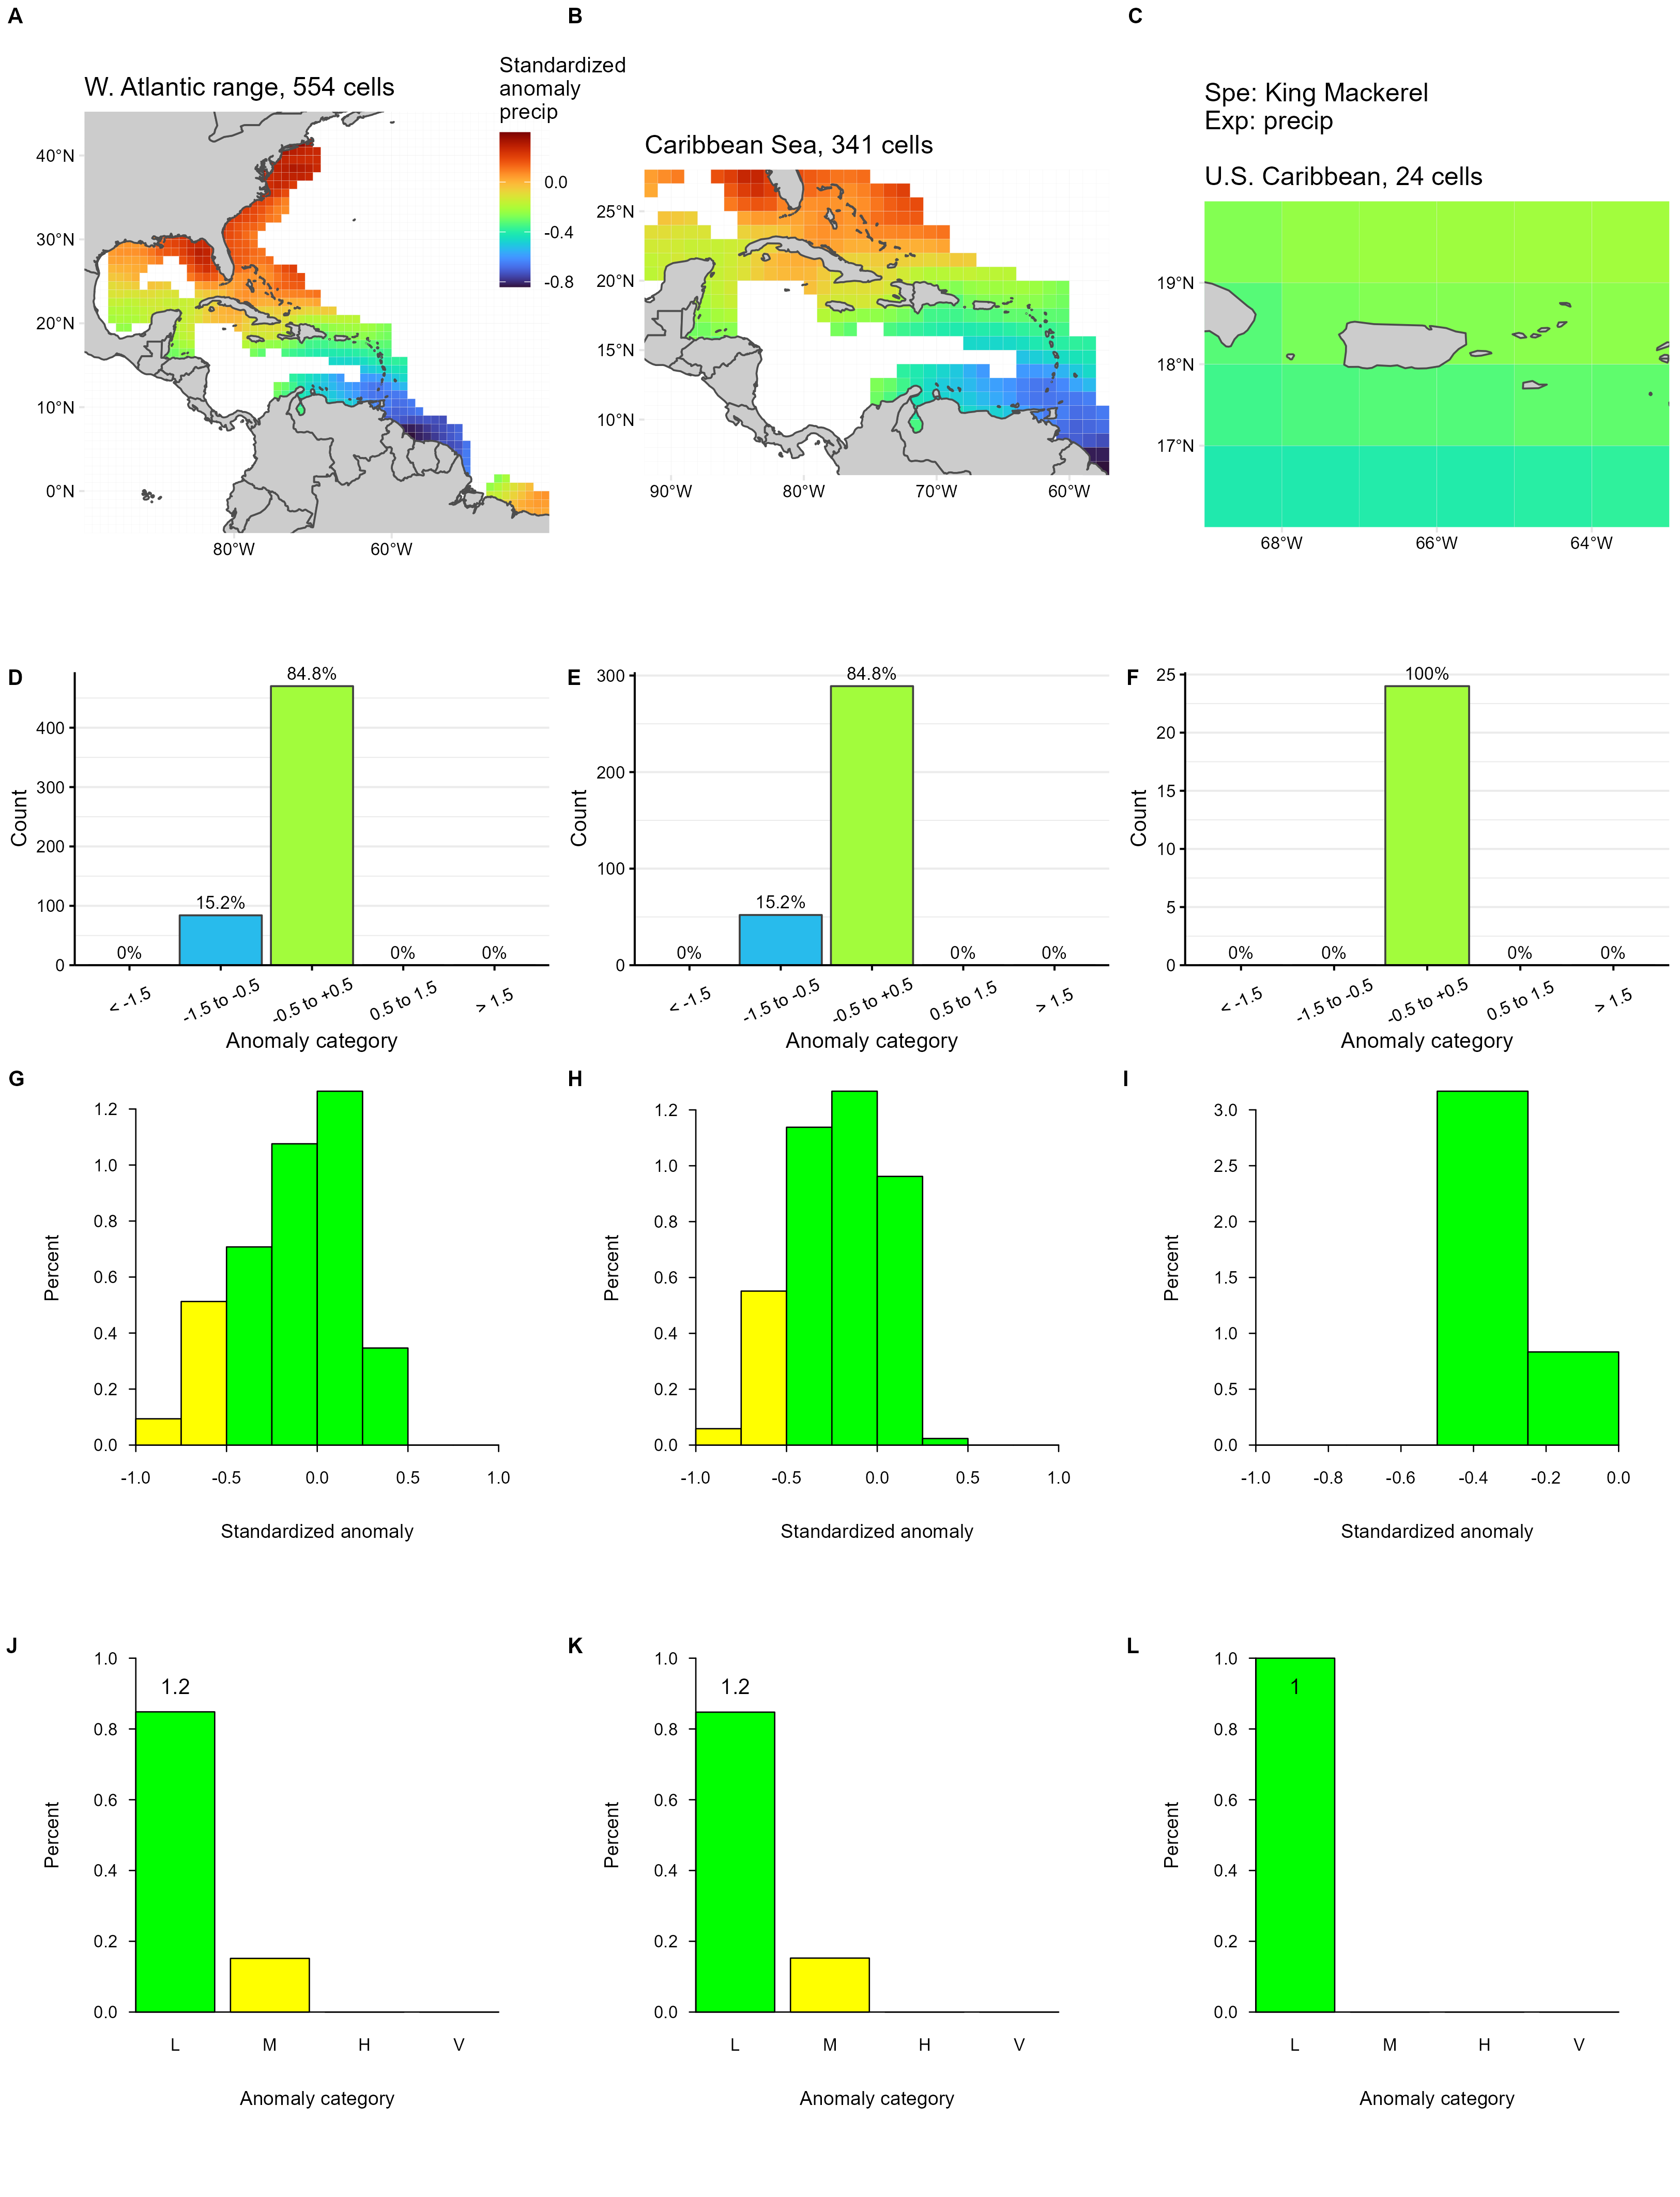 A
B
C
W. Atlantic range, 554 cells
Standardized
anomaly
precip
0.0
-0.4
-0.8
40°N
30°N
20°N
10°N
0°N
80°W
60°W
Caribbean Sea, 341 cells
25°N
20°N
15°N
10°N
90°W
80°W
70°W
60°W
Spe: King Mackerel
Exp: precip
U.S. Caribbean, 24 cells
19°N
18°N
17°N
68°W
66°W
64°W
D
Count
400
300
200
100
0
0%
15.2%
84.8%
0%
0%
< -1.5
-1.5 to -0.5
-0.5 to +0.5
0.5 to 1.5
> 1.5
Anomaly category
E
Count
300
200
100
0
0%
15.2%
84.8%
0%
0%
< -1.5
-1.5 to -0.5
-0.5 to +0.5
0.5 to 1.5
> 1.5
Anomaly category
F
Count
25
20
15
10
5
0
0%
0%
100%
0%
0%
< -1.5
-1.5 to -0.5
-0.5 to +0.5
0.5 to 1.5
> 1.5
Anomaly category
G
Percent
1.2
1.0
0.8
0.6
0.4
0.2
0.0
-1.0
-0.5
0.0
0.5
1.0
Standardized anomaly
H
Percent
1.2
1.0
0.8
0.6
0.4
0.2
0.0
-1.0
-0.5
0.0
0.5
1.0
Standardized anomaly
I
Percent
3.0
2.5
2.0
1.5
1.0
0.5
0.0
-1.0
-0.8
-0.6
-0.4
-0.2
0.0
Standardized anomaly
J
Percent
1.0
0.8
0.6
0.4
0.2
0.0
1.2
L
M
H
V
Anomaly category
K
Percent
1.0
0.8
0.6
0.4
0.2
0.0
1.2
L
M
H
V
Anomaly category
L
Percent
1.0
0.8
0.6
0.4
0.2
0.0
1
L
M
H
V
Anomaly category